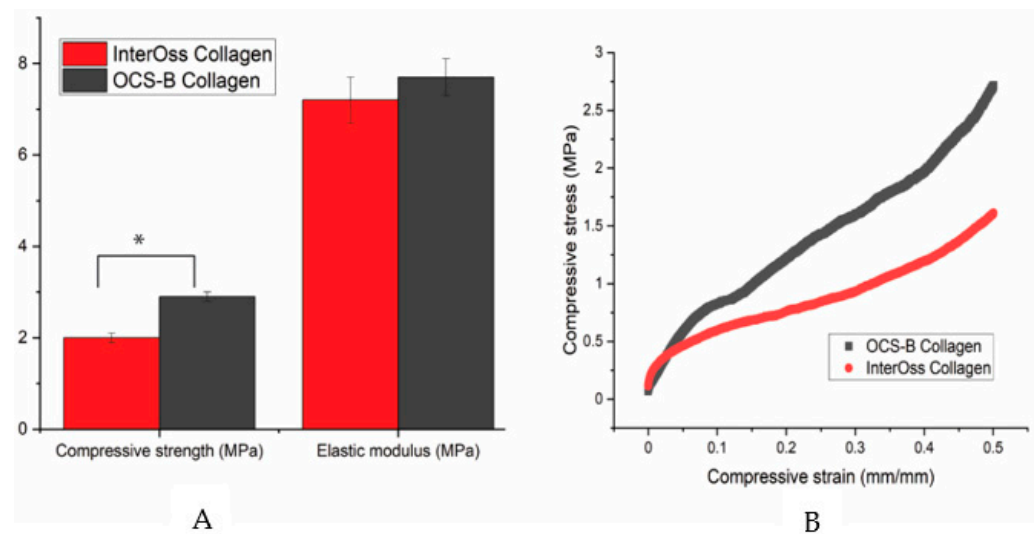 InterOss Collagen
OCS-B Collagen
8
6
4
2
0
*
Compressive strength (MPa)
Elastic modulus (MPa)
A
3
2.5
2
1.5
1
0.5
0
Compressive stress (MPa)
OCS-B Collagen
InterOss Collagen
0 0.1 0.2 0.3 0.4 0.5
Compressive strain (mm/mm)
B